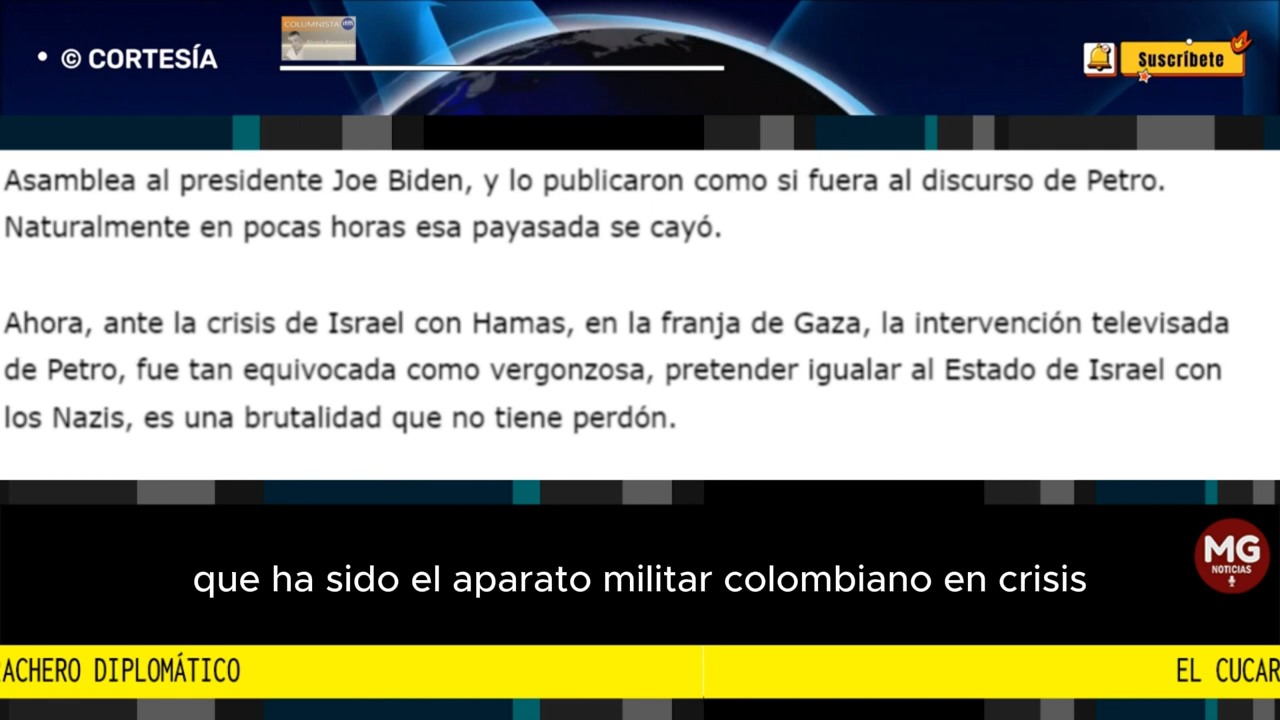 • © CORTESÍA
COLUMNISTA
Suscríbete
Asamblea al presidente Joe Biden, y lo publicaron como si fuera al discurso de Petro.
Naturalmente en pocas horas esa payasada se cayó.
Ahora, ante la crisis de Israel con Hamas, en la franja de Gaza, la intervención televisada
de Petro, fue tan equivocada como vergonzosa, pretender igualar al Estado de Israel con
los Nazis, es una brutalidad que no tiene perdón.
que ha sido el aparato militar colombiano en crisis
MG
NOTICIAS
ACHERO DIPLOMÁTICO
EL CUCAR